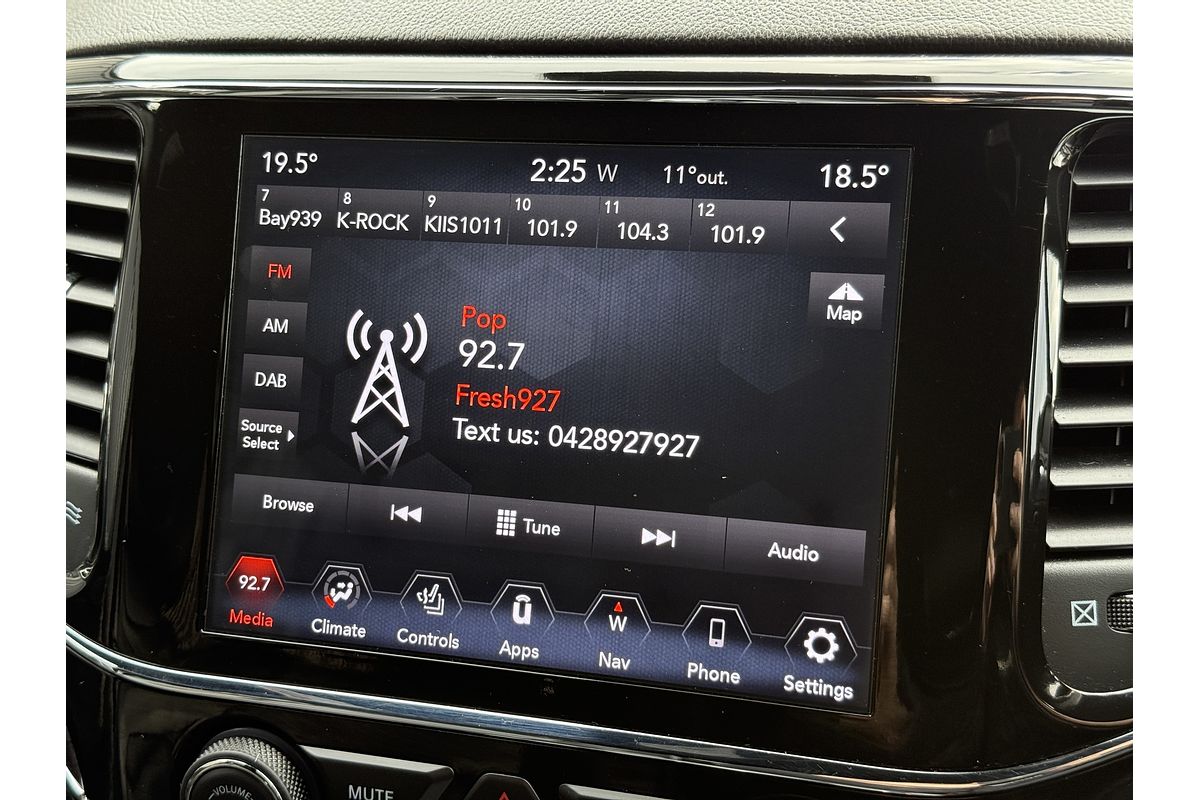 19.5° 2:25 W 11°out. 18.5°
7 8 9 10 11 12
Bay939 K-ROCK KIIS1011 101.9 104.3 101.9
FM
AM
DAB
Source
Select
Pop
92.7
Fresh927
Text us: 0428927927
Map
Browse Tune Audio
92.7 W
Media Climate Controls Apps Nav Phone Settings
VOLUME MUTE